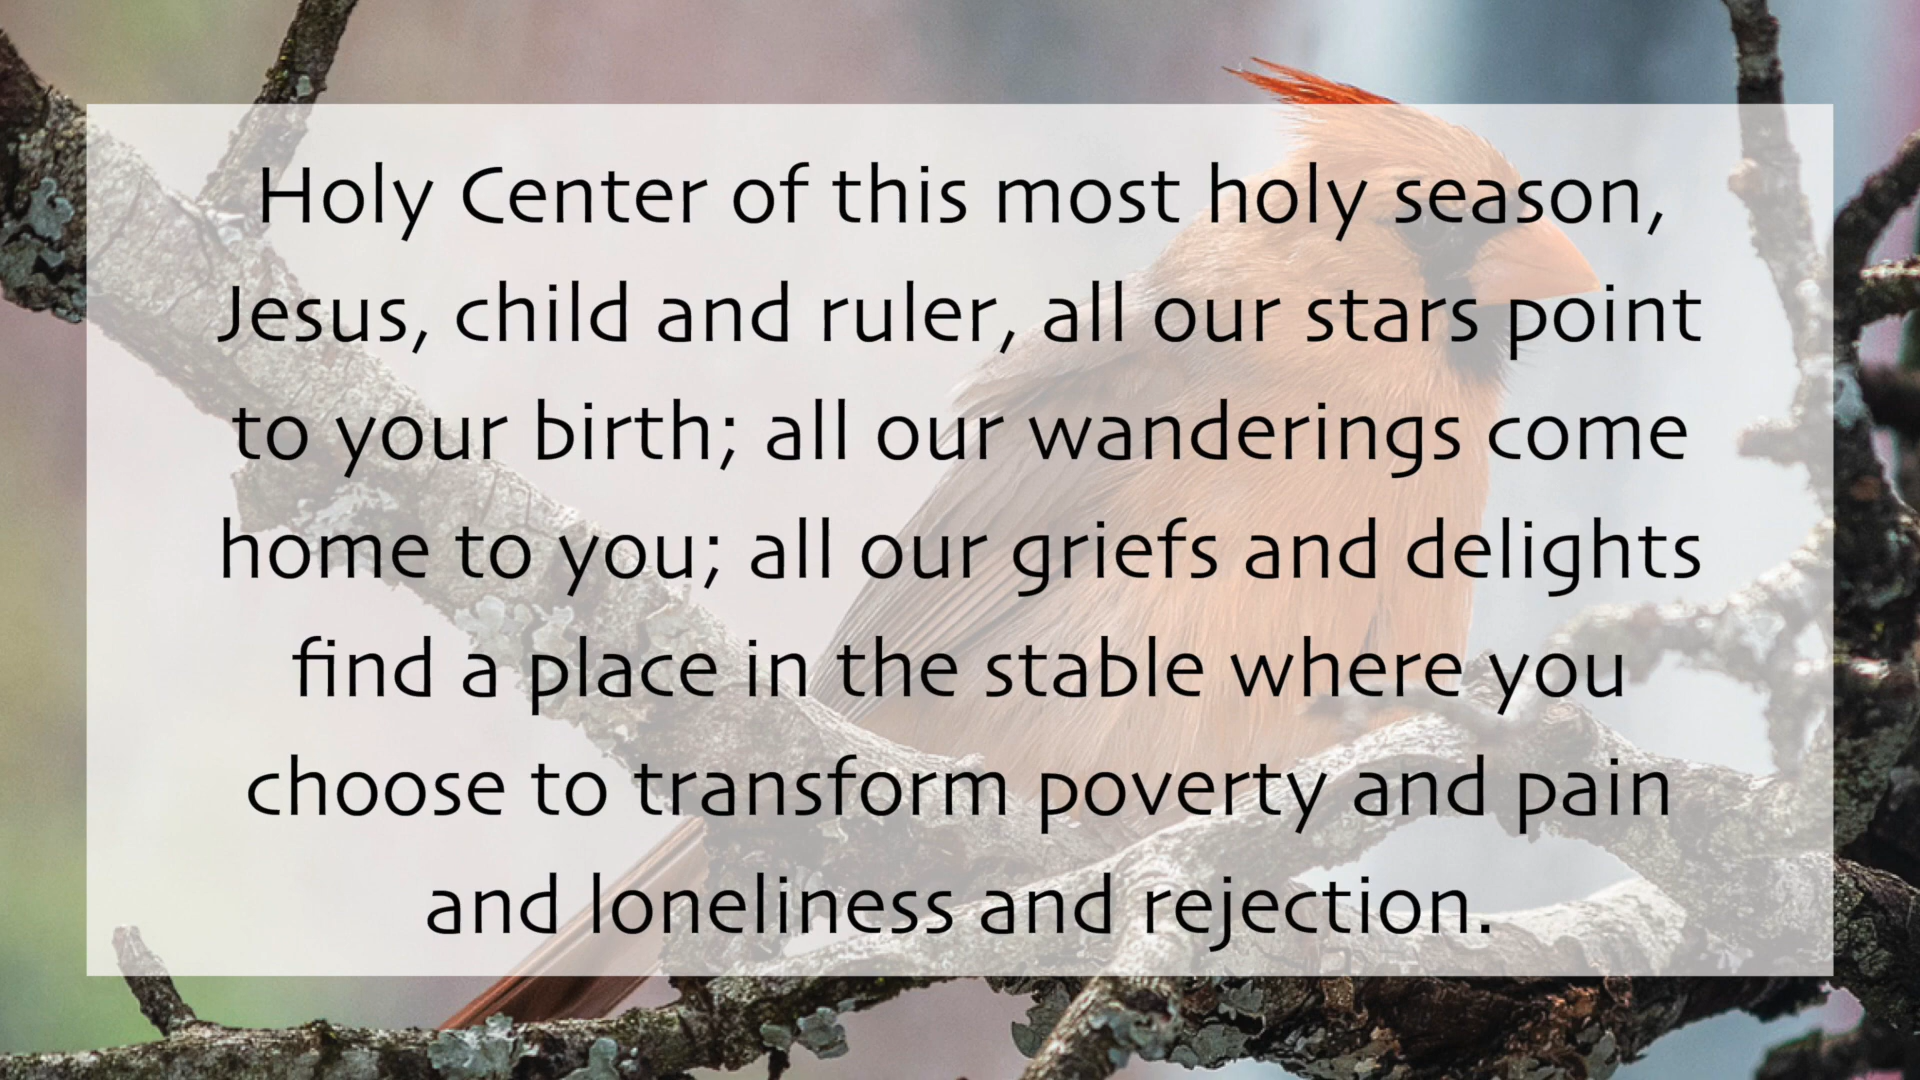 Holy Center of this most holy season,
Jesus, child and ruler, all our stars point
to your birth; all our wanderings come
home to you; all our griefs and delights
find a place in the stable where you
choose to transform poverty and pain
and loneliness and rejection.